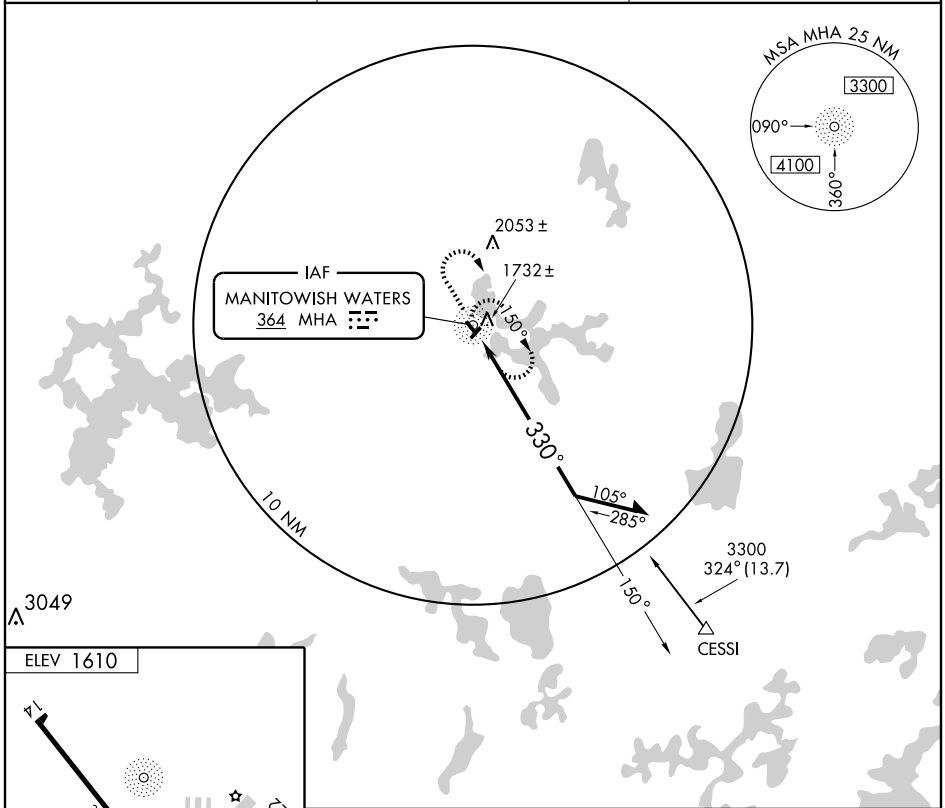 MSA MHA 25 NM
3300
090°
4100
360°
2053 ±
1732 ±
IAF
MANITOWISH WATERS
364 MHA
150°
330°
105°
285°
10 NM
3300
324° (13.7)
150°
CESSI
3049
ELEV 1610
14
22